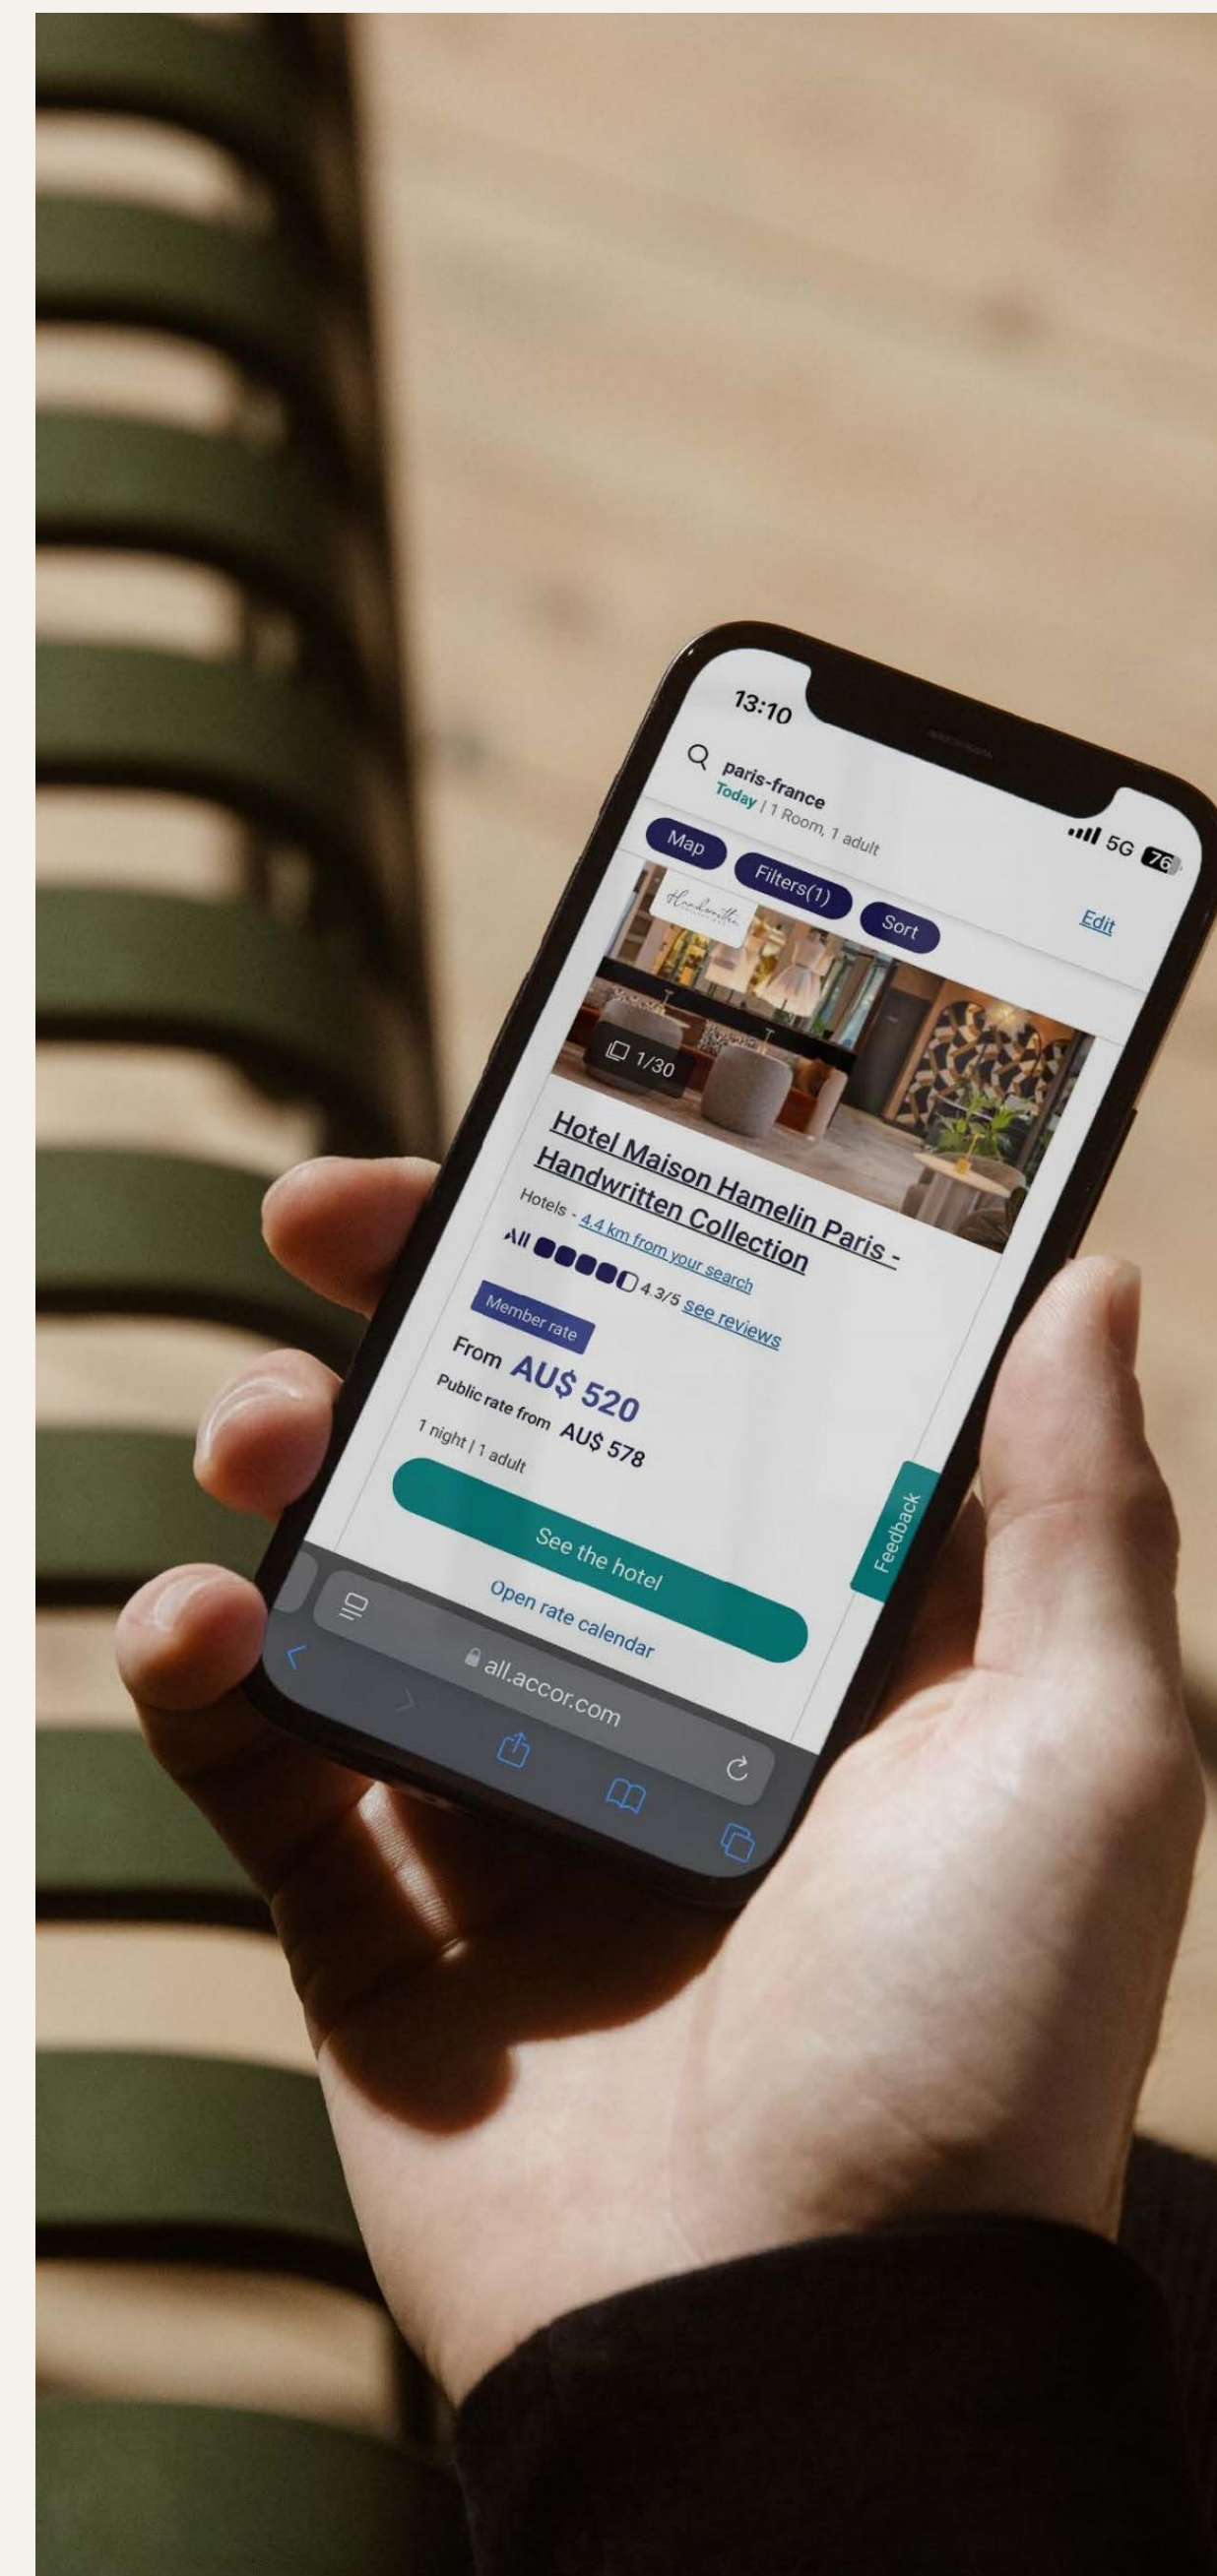 13:10
5G 76
paris-france
Today | 1 Room, 1 adult
Edit
Map
Filters(1)
Sort
Handwritten
1/30
Hotel Maison Hamelin Paris -
Handwritten Collection
Hotels - 4.4 km from your search
All 4.3/5 see reviews
Member rate
From AU$ 520
Public rate from AU$ 578
1 night | 1 adult
Feedback
See the hotel
Open rate calendar
all.accor.com